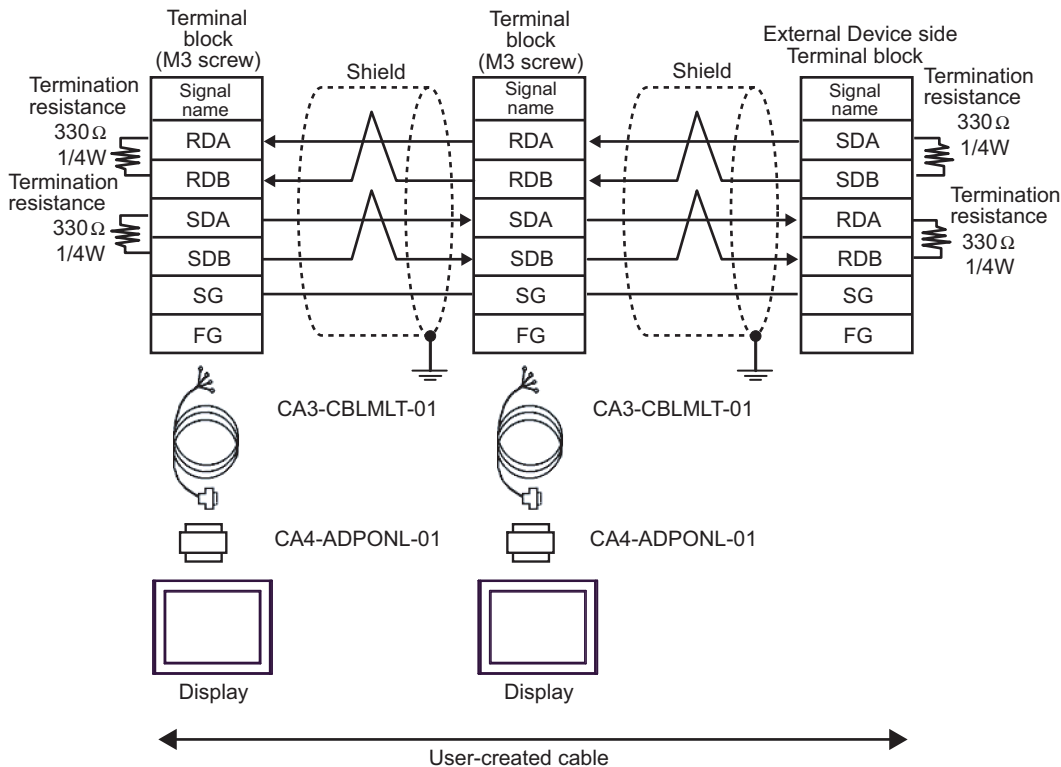 Terminal
block
(M3 screw)
Terminal
block
(M3 screw)
External Device side
Terminal block
Termination
resistance
330Ω
1/4W
Termination
resistance
330Ω
1/4W
Signal
name
RDA
RDB
SDA
SDB
SG
FG
Shield
Signal
name
RDA
RDB
SDA
SDB
SG
FG
Shield
Signal
name
SDA
SDB
RDA
RDB
SG
FG
Termination
resistance
330Ω
1/4W
Termination
resistance
330Ω
1/4W
CA3-CBLMLT-01
CA3-CBLMLT-01
CA4-ADPONL-01
CA4-ADPONL-01
Display
Display
User-created cable